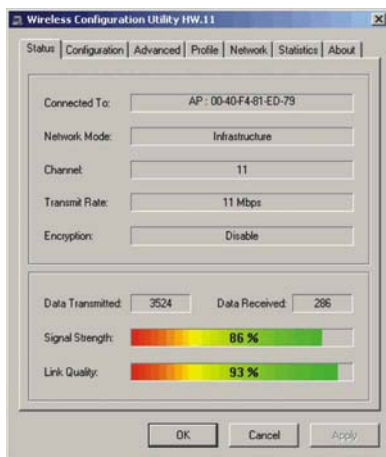 Wireless Configuration Utility HW.11
Status Configuration Advanced Profile Network Statistics About
Connected To: AP : 00-40-F4-81-ED-79
Network Mode: Infrastructure
Channel: 11
Transmit Rate: 11 Mbps
Encryption: Disable
Data Transmitted: 3524 Data Received: 286
Signal Strength: 86 %
Link Quality: 93 %
OK Cancel Apply